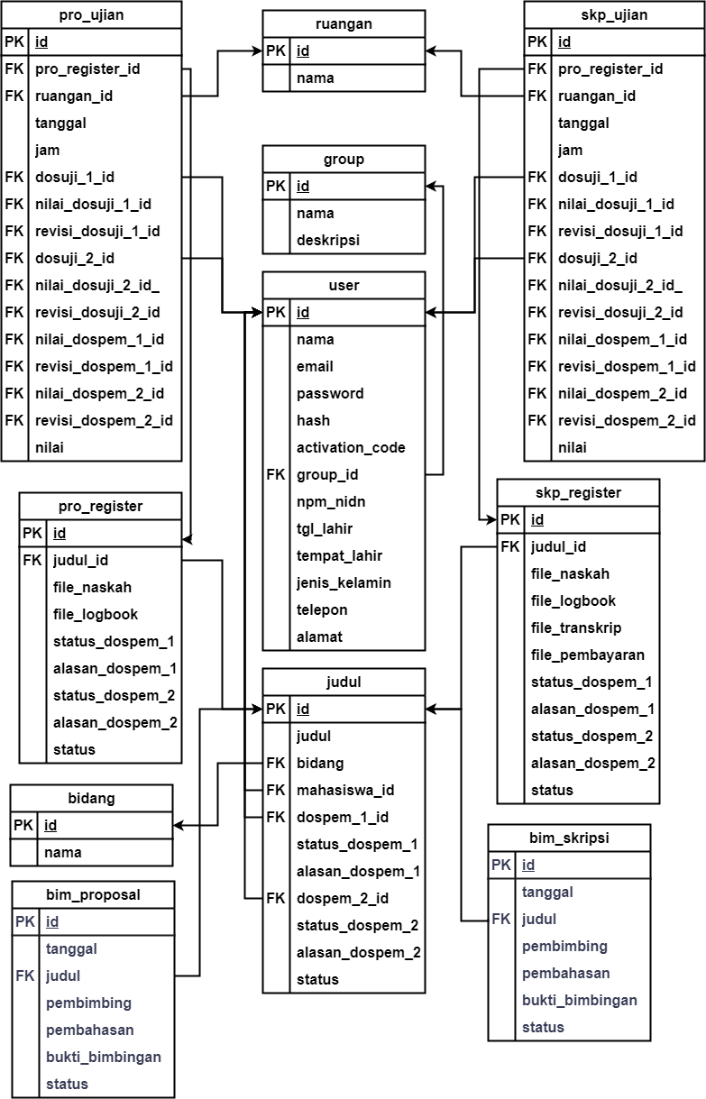 pro_ujian
PK id
FK pro_register_id
FK ruangan_id
tanggal
jam
FK dosuji_1_id
FK nilai_dosuji_1_id
FK revisi_dosuji_1_id
FK dosuji_2_id
FK nilai_dosuji_2_id_
FK revisi_dosuji_2_id
FK nilai_dospem_1_id
FK revisi_dospem_1_id
FK nilai_dospem_2_id
FK revisi_dospem_2_id
nilai
ruangan
PK id
nama
skp_ujian
PK id
FK pro_register_id
FK ruangan_id
tanggal
jam
FK dosuji_1_id
FK nilai_dosuji_1_id
FK revisi_dosuji_1_id
FK dosuji_2_id
FK nilai_dosuji_2_id_
FK revisi_dosuji_2_id
FK nilai_dospem_1_id
FK revisi_dospem_1_id
FK nilai_dospem_2_id
FK revisi_dospem_2_id
nilai
group
PK id
nama
deskripsi
user
PK id
nama
email
password
hash
activation_code
FK group_id
npm_nidn
tgl_lahir
tempat_lahir
jenis_kelamin
telepon
alamat
pro_register
PK id
FK judul_id
file_naskah
file_logbook
status_dospem_1
alasan_dospem_1
status_dospem_2
alasan_dospem_2
status
skp_register
PK id
FK judul_id
file_naskah
file_logbook
file_transkrip
file_pembayaran
status_dospem_1
alasan_dospem_1
status_dospem_2
alasan_dospem_2
status
judul
PK id
judul
FK bidang
FK mahasiswa_id
FK dospem_1_id
status_dospem_1
alasan_dospem_1
FK dospem_2_id
status_dospem_2
alasan_dospem_2
status
bidang
PK id
nama
bim_proposal
PK id
tanggal
FK judul
pembimbing
pembahasan
bukti_bimbingan
status
bim_skripsi
PK id
tanggal
FK judul
pembimbing
pembahasan
bukti_bimbingan
status